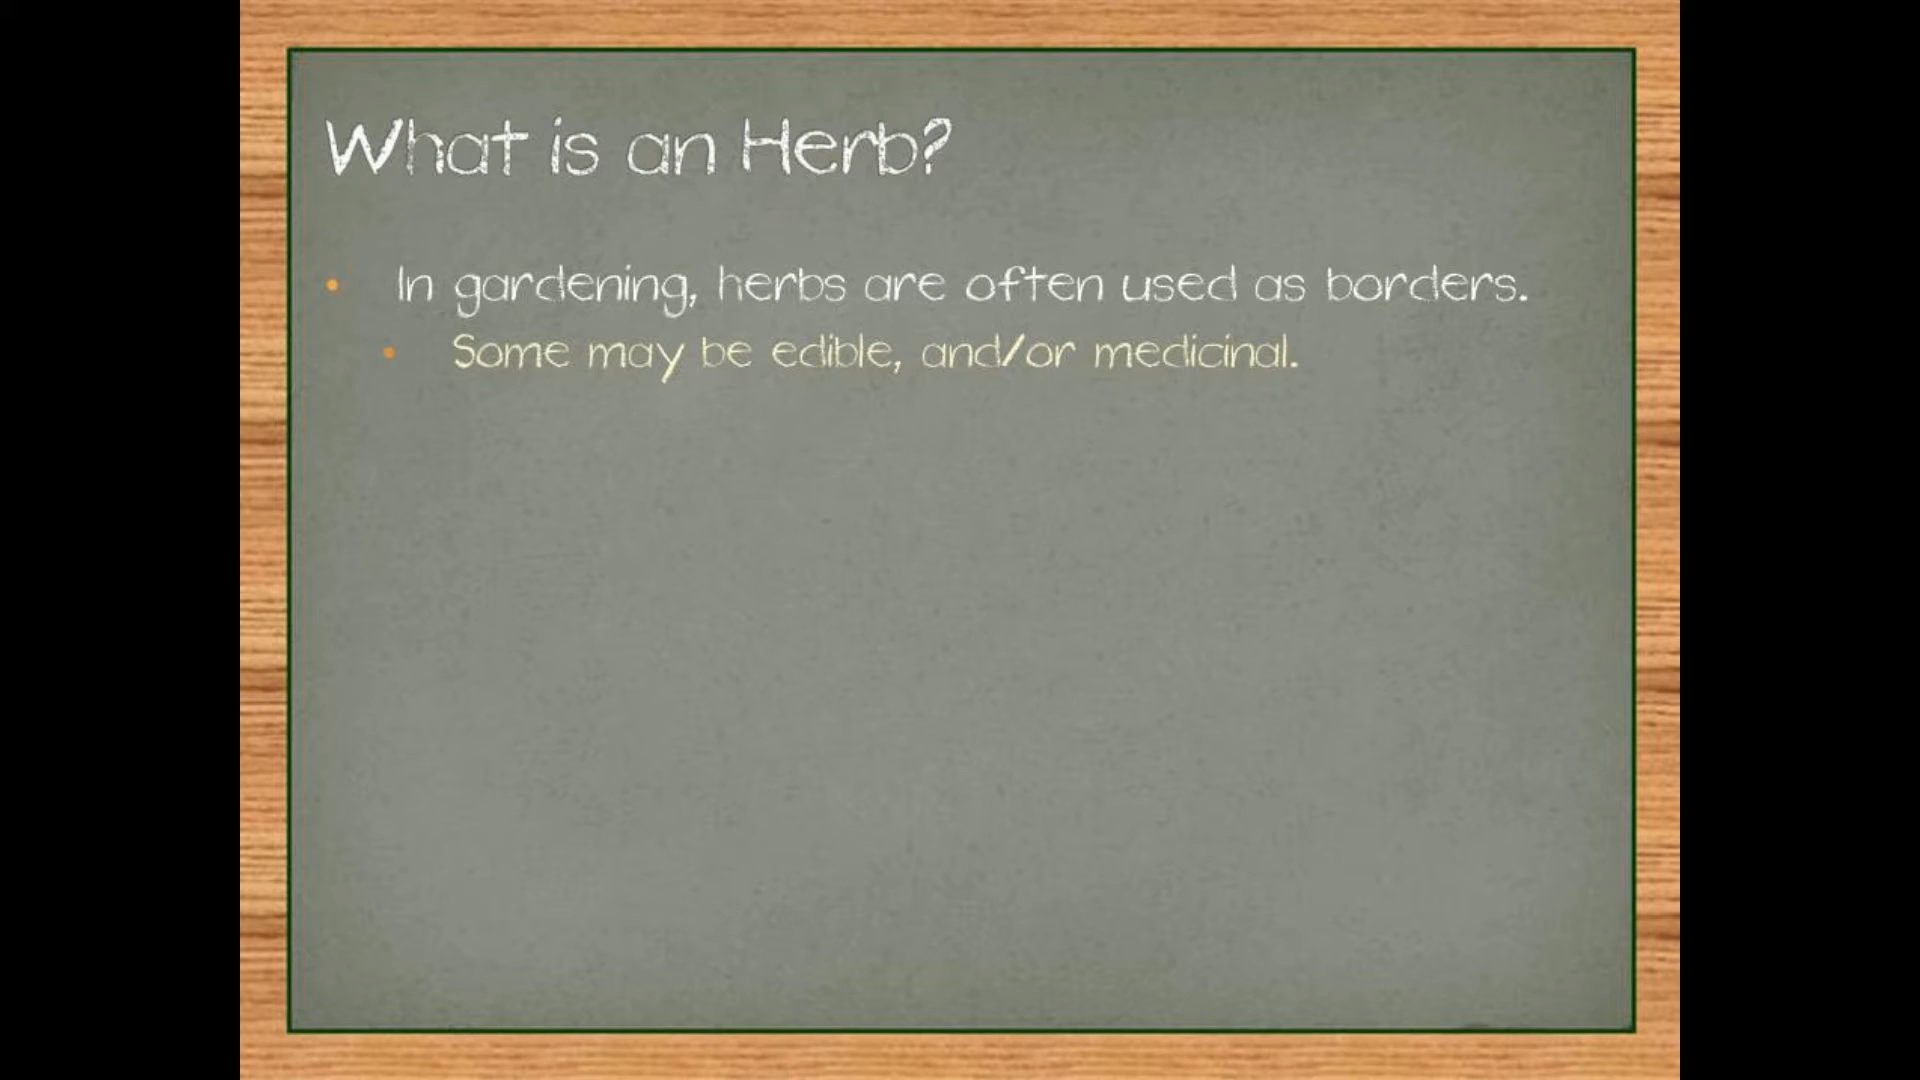 What is an Herb?
• In gardening, herbs are often used as borders.
• Some may be edible, and/or medicinal.